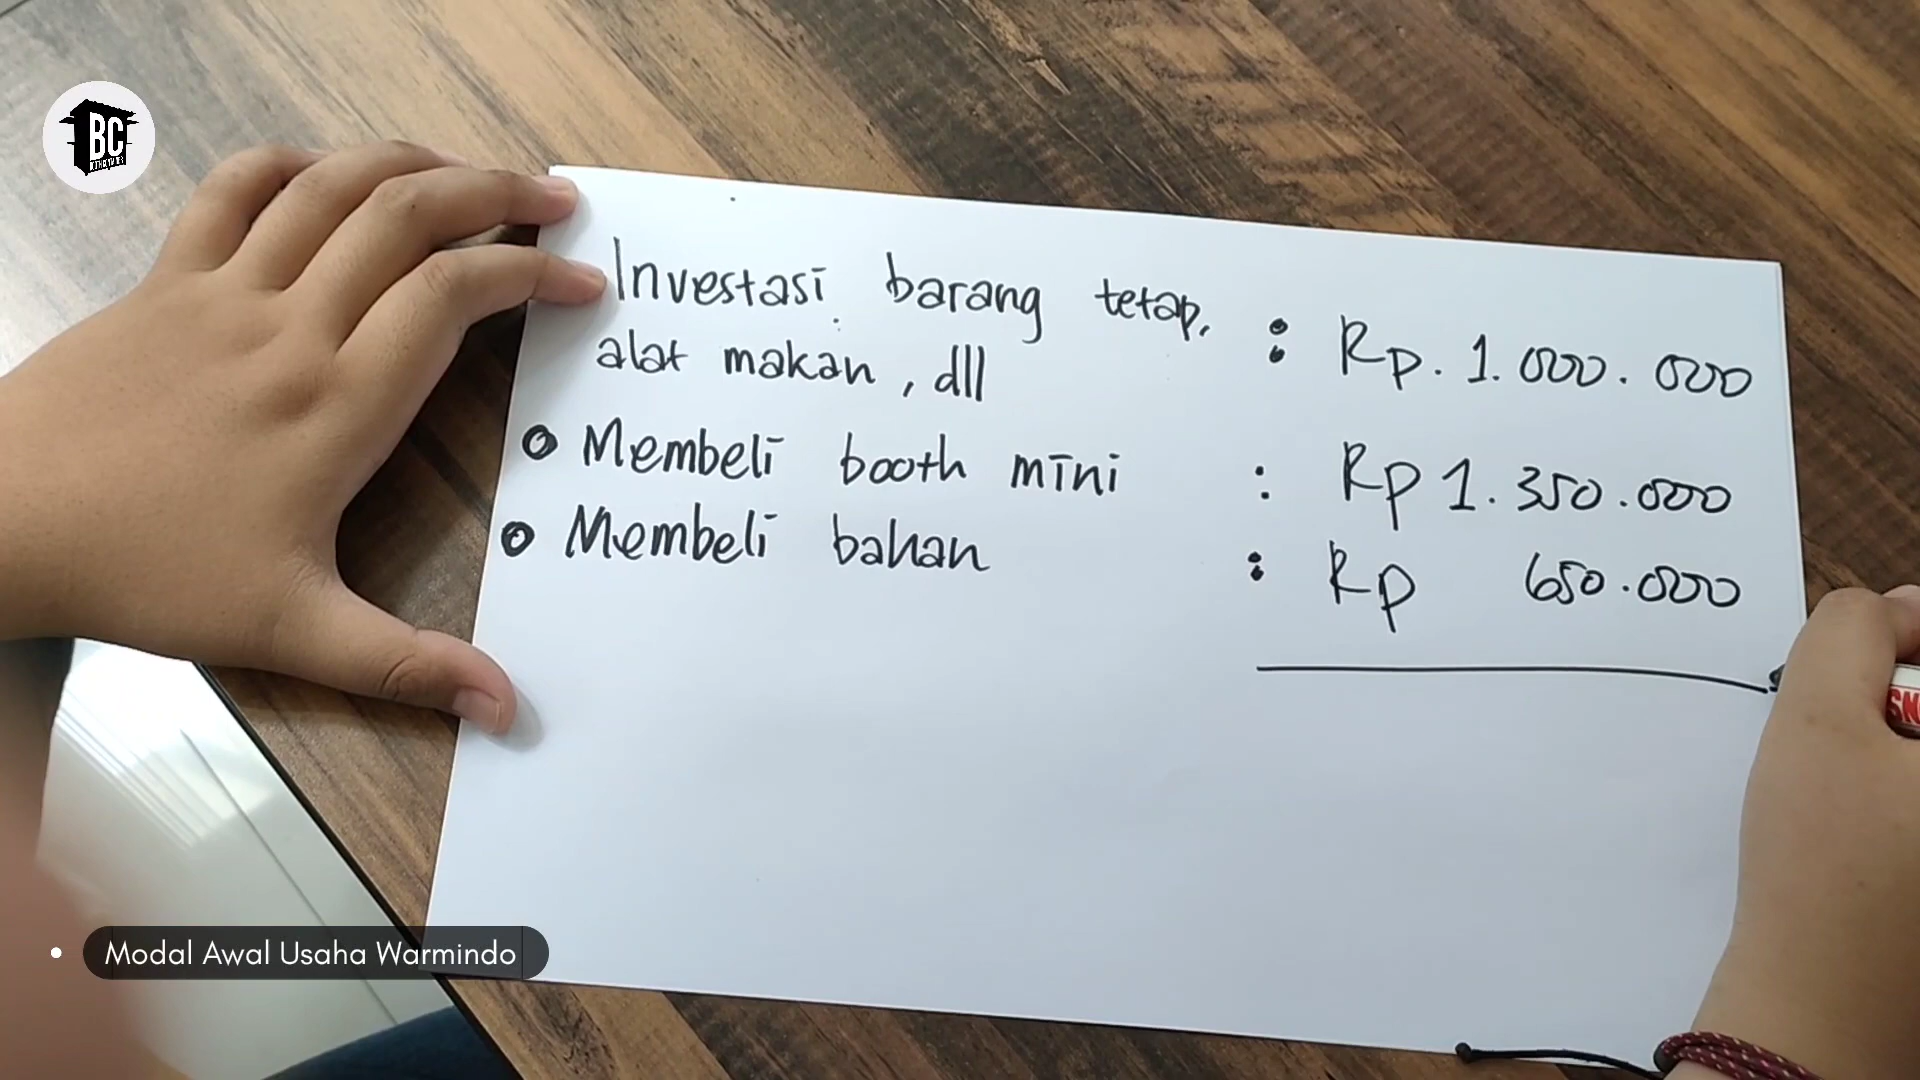 BC
Investasi barang tetap,
alat makan, dll : Rp. 1.000.000
Membeli booth mini : Rp 1.350.000
Membeli bahan : Rp 650.000
SN
Modal Awal Usaha Warmindo